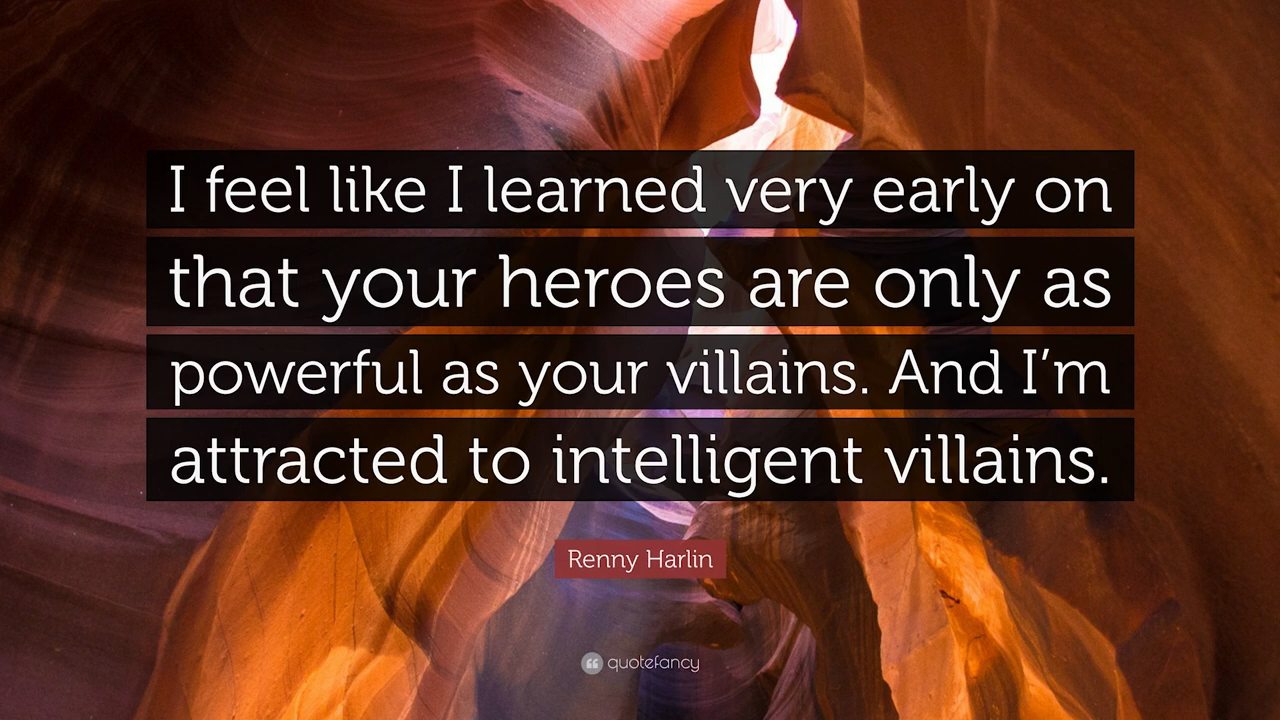 I feel like I learned very early on
that your heroes are only as
powerful as your villains. And I’m
attracted to intelligent villains.
Renny Harlin
quotefancy